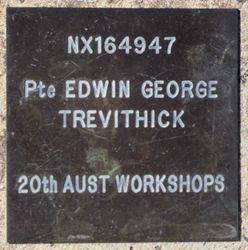 NX164947
Pte EDWIN GEORGE
TREVITHICK
20th AUST WORKSHOPS